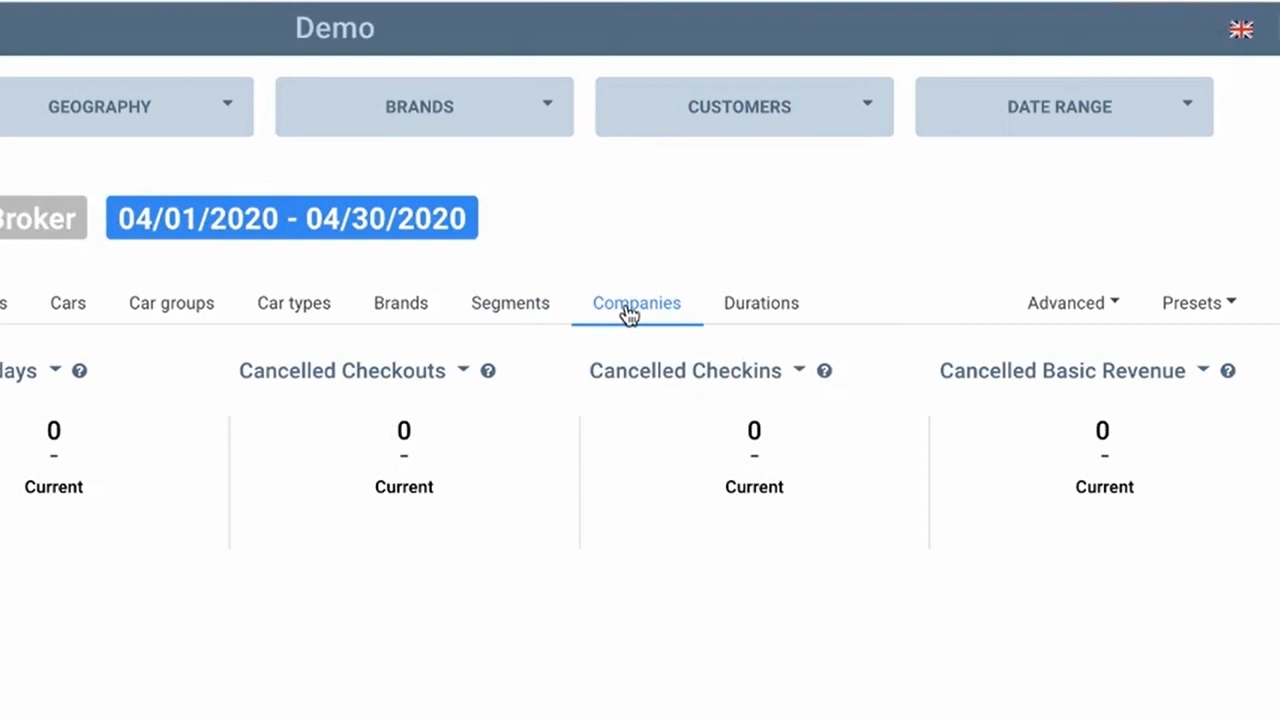 Demo
GEOGRAPHY BRANDS CUSTOMERS DATE RANGE
Broker 04/01/2020 - 04/30/2020
Cars Car groups Car types Brands Segments Companies Durations Advanced Presets
Cancelled Checkouts Cancelled Checkins Cancelled Basic Revenue
0 0 0 0
- - - -
Current Current Current Current